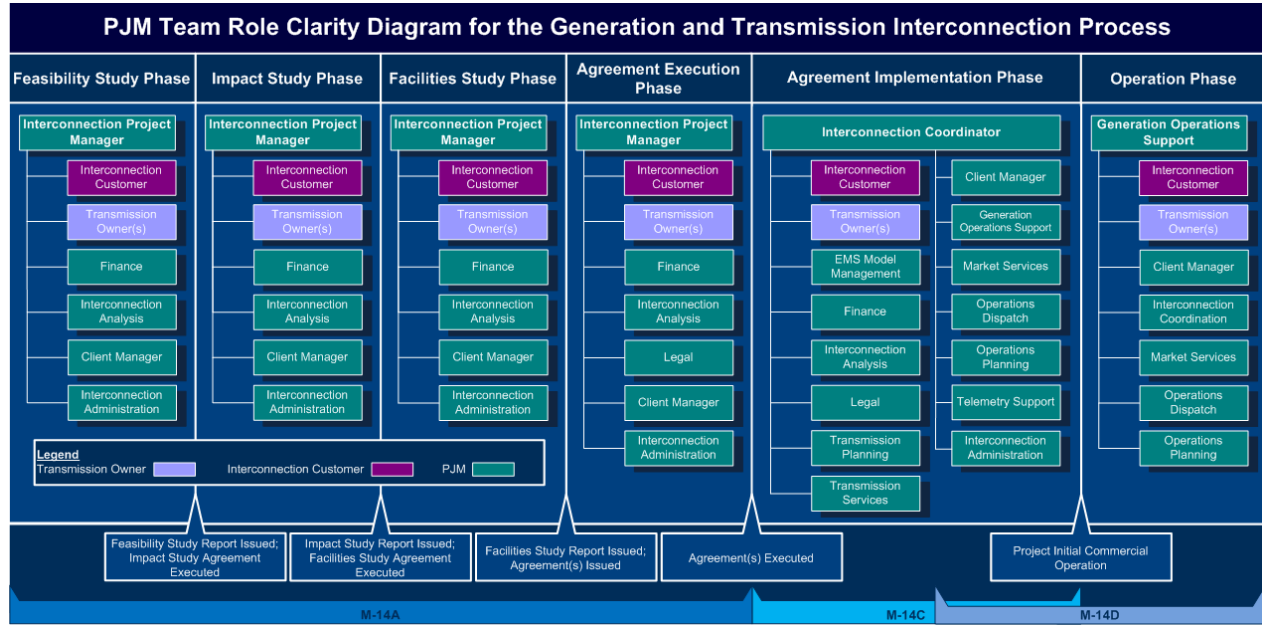 PJM Team Role Clarity Diagram for the Generation and Transmission Interconnection Process
Feasibility Study Phase
Impact Study Phase
Facilities Study Phase
Agreement Execution
Phase
Agreement Implementation Phase
Operation Phase
Interconnection Project
Manager
Interconnection
Customer
Transmission
Owner(s)
Finance
Interconnection
Analysis
Client Manager
Interconnection
Administration
Interconnection Project
Manager
Interconnection
Customer
Transmission
Owner(s)
Finance
Interconnection
Analysis
Client Manager
Interconnection
Administration
Interconnection Project
Manager
Interconnection
Customer
Transmission
Owner(s)
Finance
Interconnection
Analysis
Client Manager
Interconnection
Administration
Interconnection Project
Manager
Interconnection
Customer
Transmission
Owner(s)
Finance
Interconnection
Analysis
Legal
Client Manager
Interconnection
Administration
Interconnection Coordinator
Interconnection
Customer
Transmission
Owner(s)
EMS Model
Management
Finance
Interconnection
Analysis
Legal
Transmission
Planning
Transmission
Services
Client Manager
Generation
Operations Support
Market Services
Operations
Dispatch
Operations
Planning
Telemetry Support
Interconnection
Administration
Generation Operations
Support
Interconnection
Customer
Transmission
Owner(s)
Client Manager
Interconnection
Coordination
Market Services
Operations
Dispatch
Operations
Planning
Legend
Transmission Owner
Interconnection Customer
PJM
Feasibility Study Report Issued;
Impact Study Agreement
Executed
Impact Study Report Issued;
Facilities Study Agreement
Executed
Facilities Study Report Issued;
Agreement(s) Issued
Agreement(s) Executed
Project Initial Commercial
Operation
M-14A
M-14C
M-14D